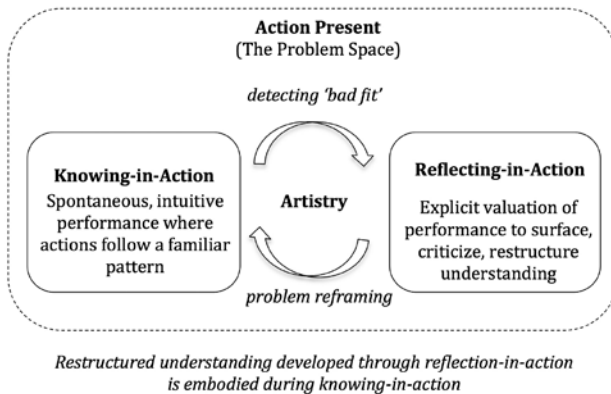 Action Present
(The Problem Space)
detecting ‘bad fit’
Knowing-in-Action
Spontaneous, intuitive
performance where
actions follow a familiar
pattern
Artistry
Reflecting-in-Action
Explicit valuation of
performance to surface,
criticize, restructure
understanding
problem reframing
Restructured understanding developed through reflection-in-action
is embodied during knowing-in-action